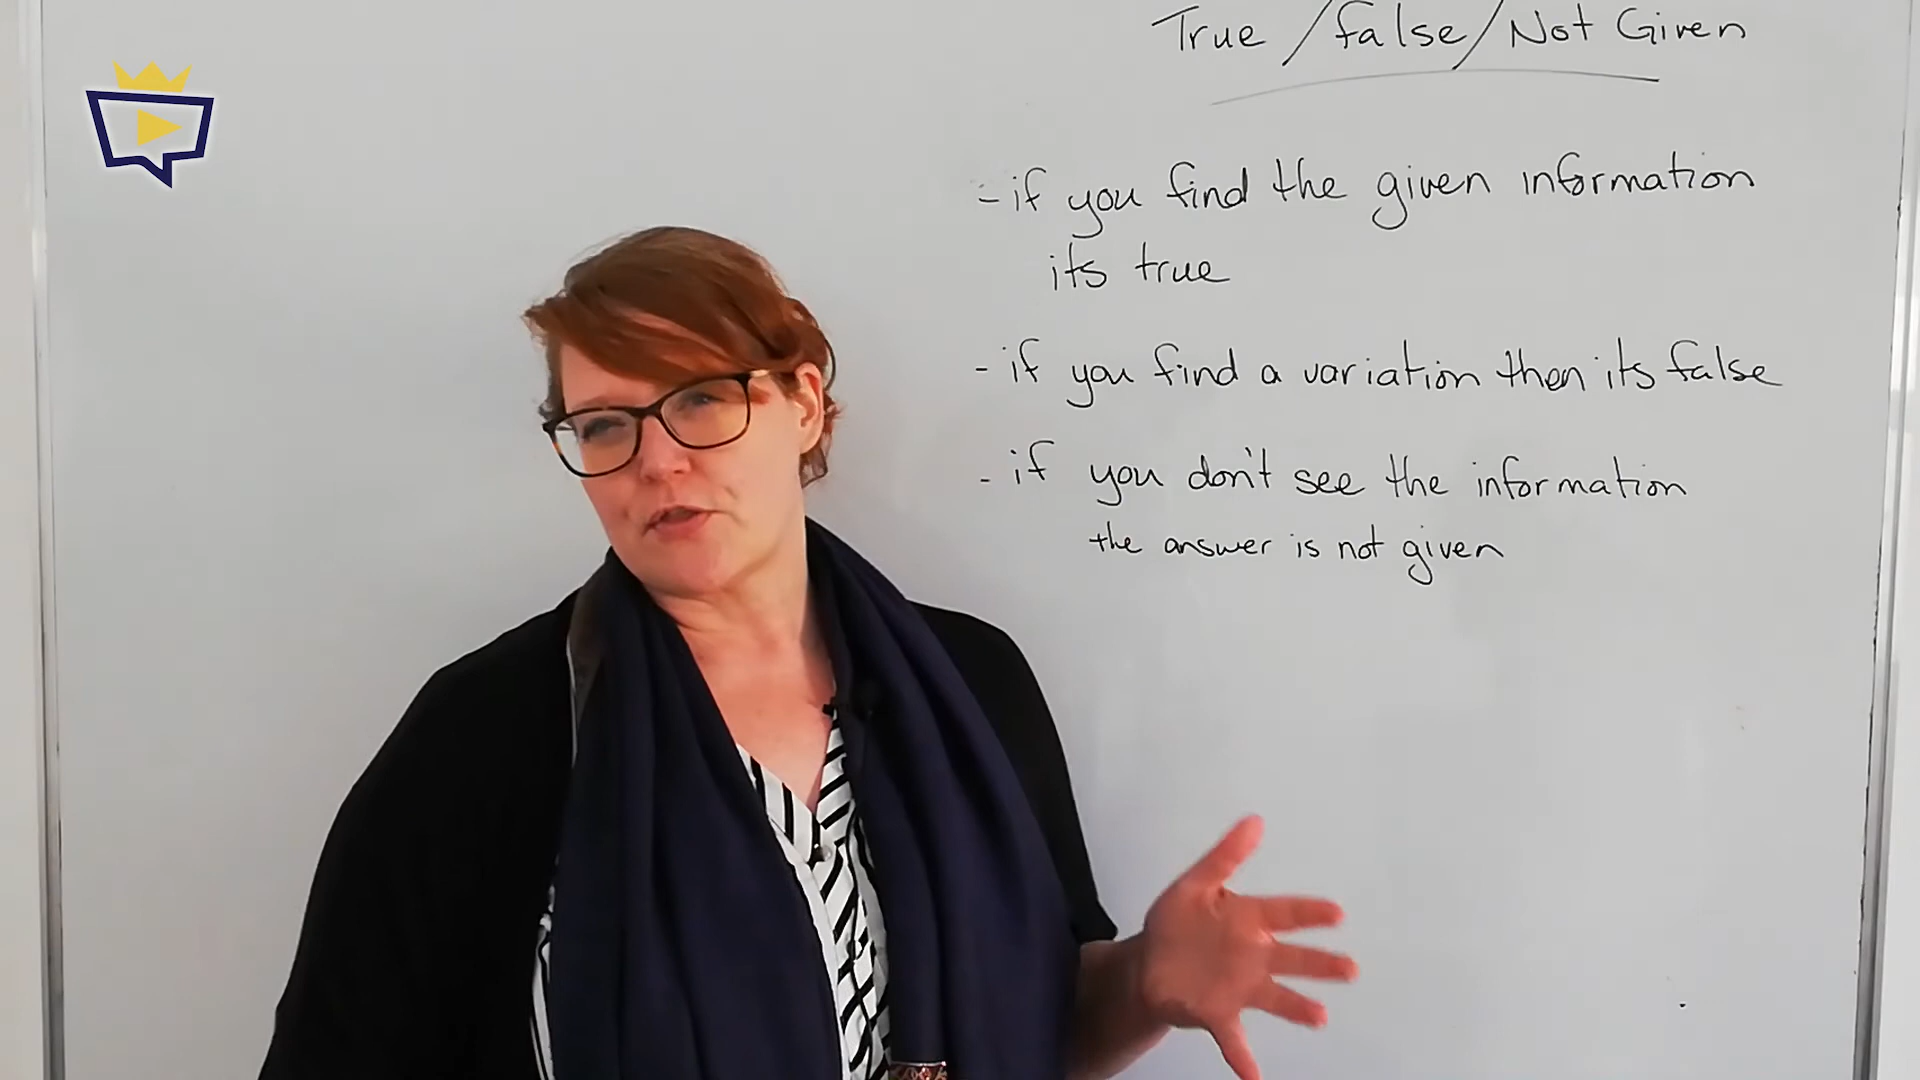 True / false / Not Given
- if you find the given information
its true
- if you find a variation then its false
- if you don't see the information
the answer is not given